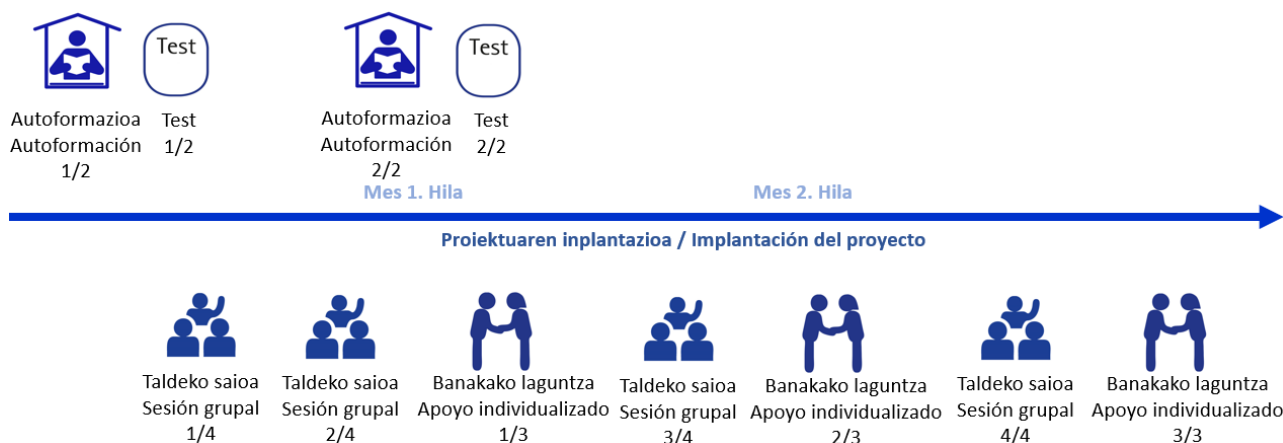 Test
Test
Autoformazioa
Autoformación
1/2
Test
1/2
Autoformazioa
Autoformación
2/2
Test
2/2
Mes 1. Hila
Mes 2. Hila
Proiektuaren inplantazioa / Implantación del proyecto
Taldeko saioa
Sesión grupal
1/4
Taldeko saioa
Sesión grupal
2/4
Banakako laguntza
Apoyo individualizado
1/3
Taldeko saioa
Sesión grupal
3/4
Banakako laguntza
Apoyo individualizado
2/3
Taldeko saioa
Sesión grupal
4/4
Banakako laguntza
Apoyo individualizado
3/3